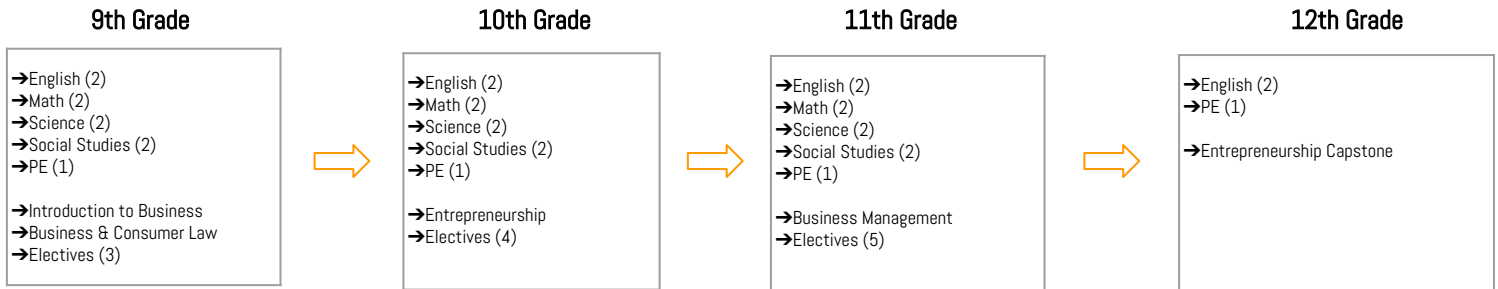 9th Grade
➔English (2)
➔Math (2)
➔Science (2)
➔Social Studies (2)
➔PE (1)
➔Introduction to Business
➔Business & Consumer Law
➔Electives (3)
10th Grade
➔English (2)
➔Math (2)
➔Science (2)
➔Social Studies (2)
➔PE (1)
➔Entrepreneurship
➔Electives (4)
11th Grade
➔English (2)
➔Math (2)
➔Science (2)
➔Social Studies (2)
➔PE (1)
➔Business Management
➔Electives (5)
12th Grade
➔English (2)
➔PE (1)
➔Entrepreneurship Capstone